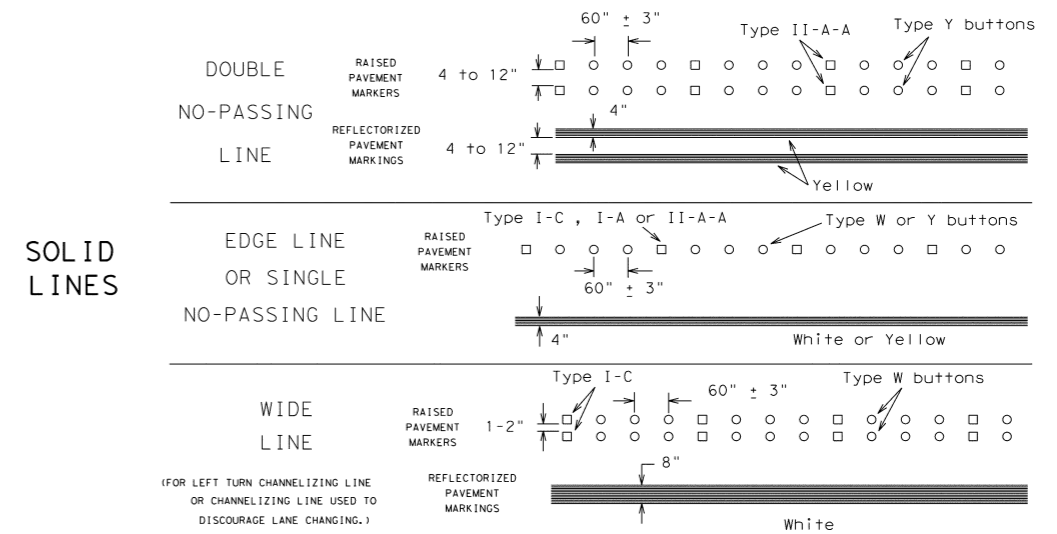 SOLID
LINES
DOUBLE
NO-PASSING
LINE
RAISED
PAVEMENT
MARKERS
4 to 12"
60" ± 3"
Type II-A-A
Type Y buttons
REFLECTORIZED
PAVEMENT
MARKINGS
4 to 12"
4"
Yellow
EDGE LINE
OR SINGLE
NO-PASSING LINE
RAISED
PAVEMENT
MARKERS
Type I-C , I-A or II-A-A
Type W or Y buttons
60" ± 3"
4"
White or Yellow
WIDE
LINE
(FOR LEFT TURN CHANNELIZING LINE
OR CHANNELIZING LINE USED TO
DISCOURAGE LANE CHANGING.)
RAISED
PAVEMENT
MARKERS
1-2"
Type I-C
60" ± 3"
Type W buttons
REFLECTORIZED
PAVEMENT
MARKINGS
8"
White